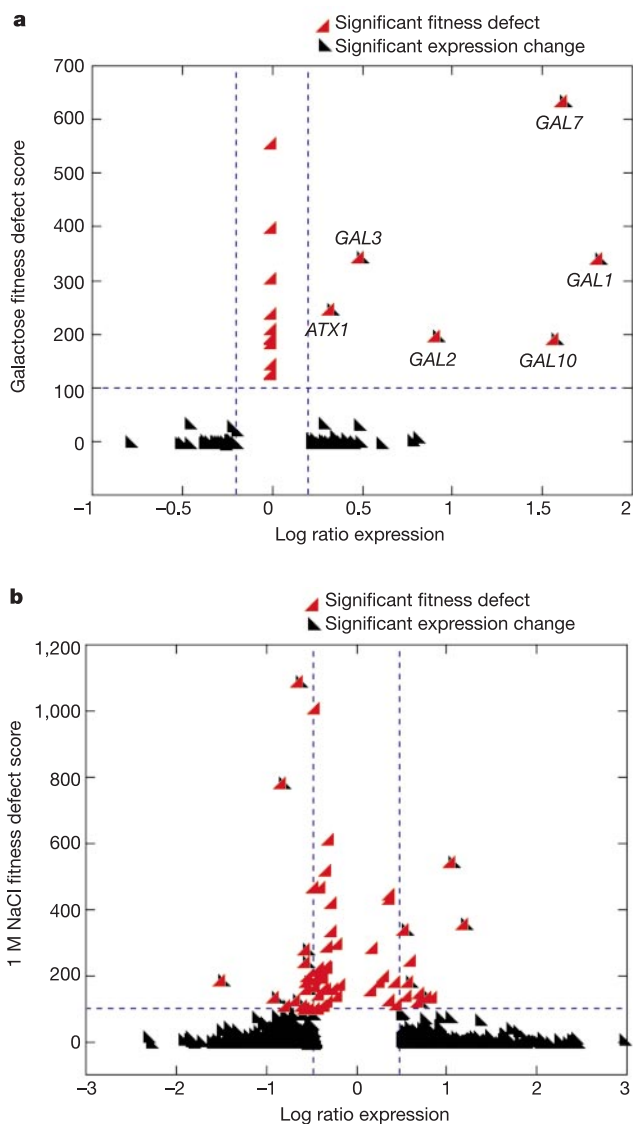 a
Significant fitness defect
Significant expression change
Galactose fitness defect score
700
600
500
400
300
200
100
0
GAL7
GAL3
GAL1
ATX1
GAL2
GAL10
−1
−0.5
0
0.5
1
1.5
2
Log ratio expression
b
Significant fitness defect
Significant expression change
1 M NaCl fitness defect score
1,200
1,000
800
600
400
200
0
−3
−2
−1
0
1
2
3
Log ratio expression